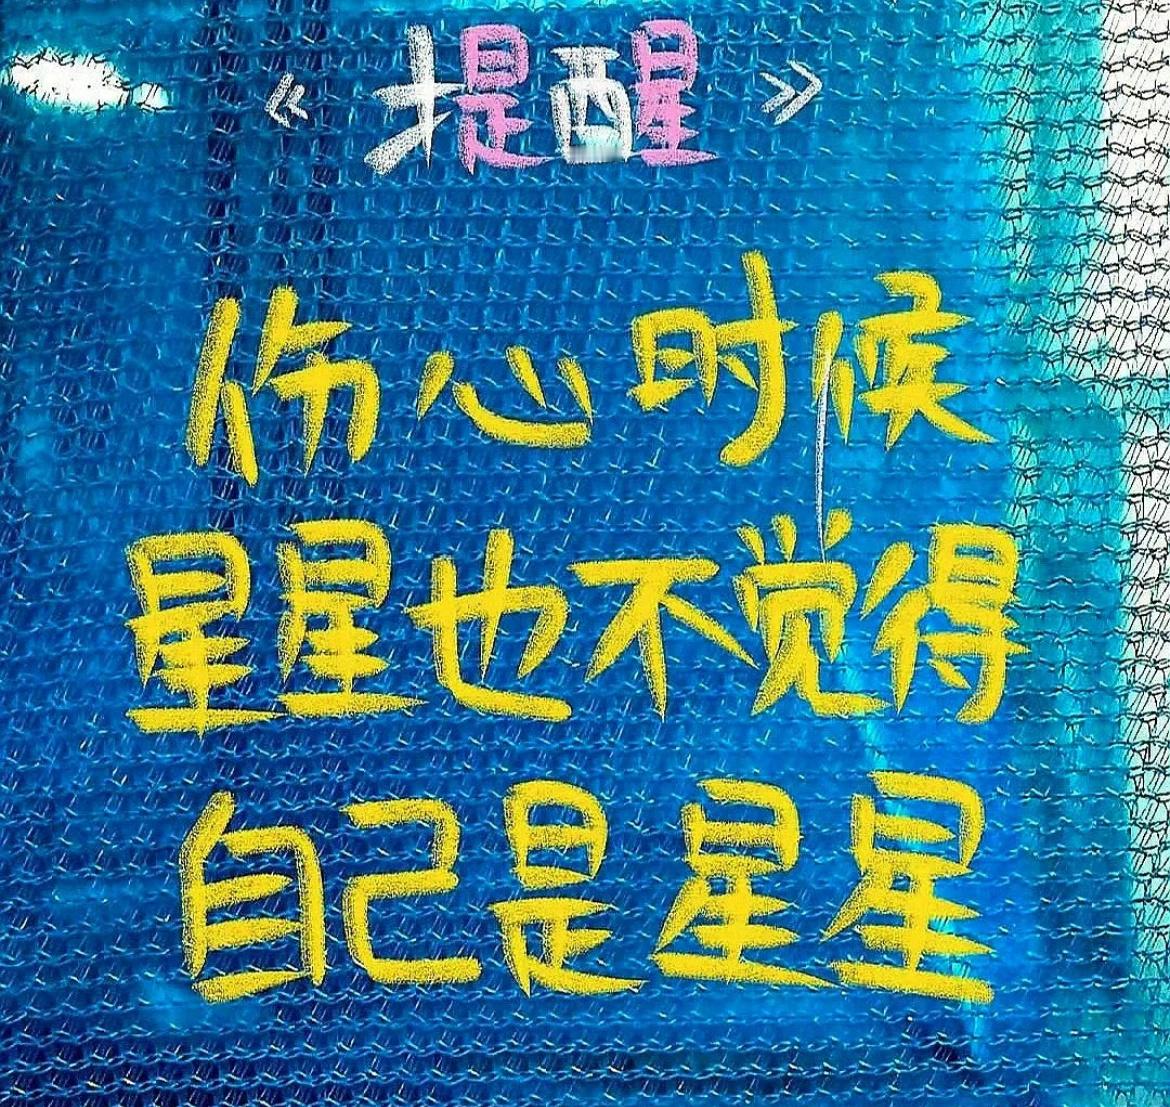 《提醒》
伤心时候
星星也不觉得
自己是星星